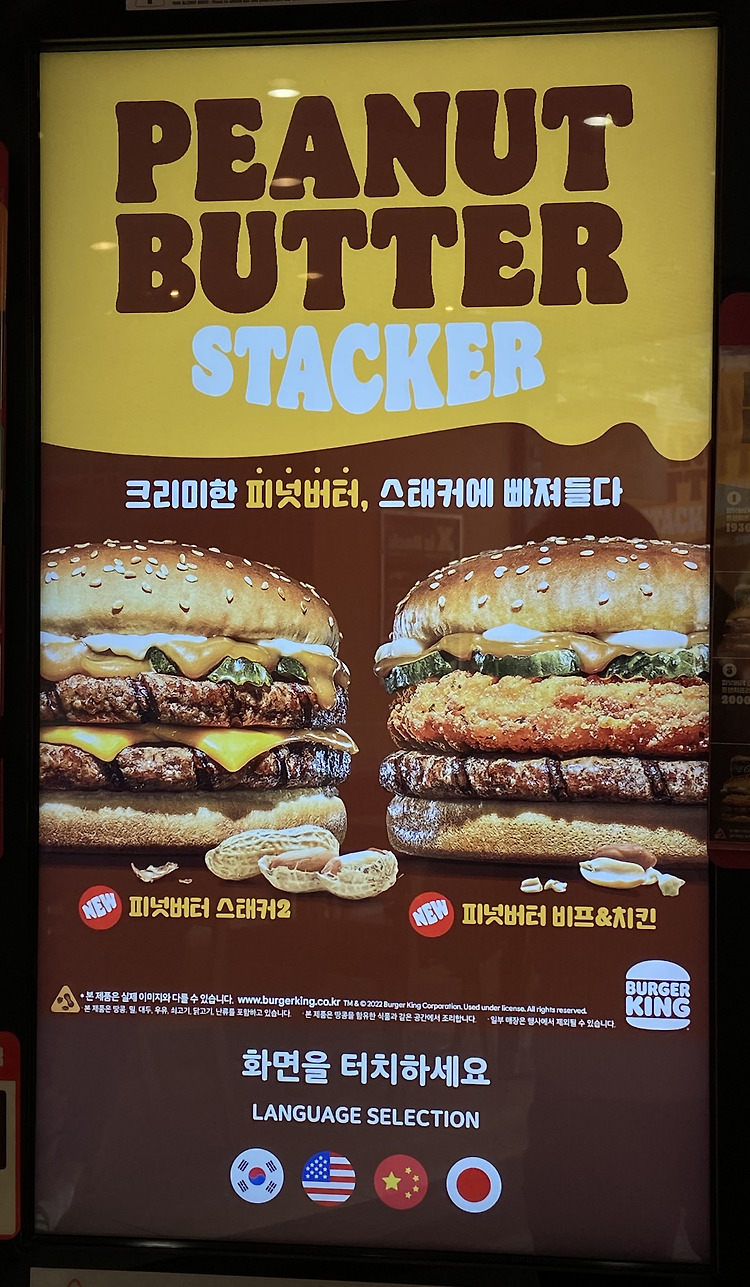 PEANUT
BUTTER
STACKER
크리미한 피넛버터, 스태커에 빠져들다
NEW 피넛버터 스태커2
NEW 피넛버터 비프&치킨
• 본 제품은 실제 이미지와 다를 수 있습니다. www.burgerking.co.kr TM & © 2022 Burger King Corporation. Used under license. All rights reserved.
· 본 제품은 땅콩, 밀, 대두, 우유, 쇠고기, 닭고기, 난류를 포함하고 있습니다. · 본 제품은 땅콩을 함유한 식품과 같은 공간에서 조리합니다. · 일부 매장은 행사에서 제외될 수 있습니다.
BURGER
KING
화면을 터치하세요
LANGUAGE SELECTION